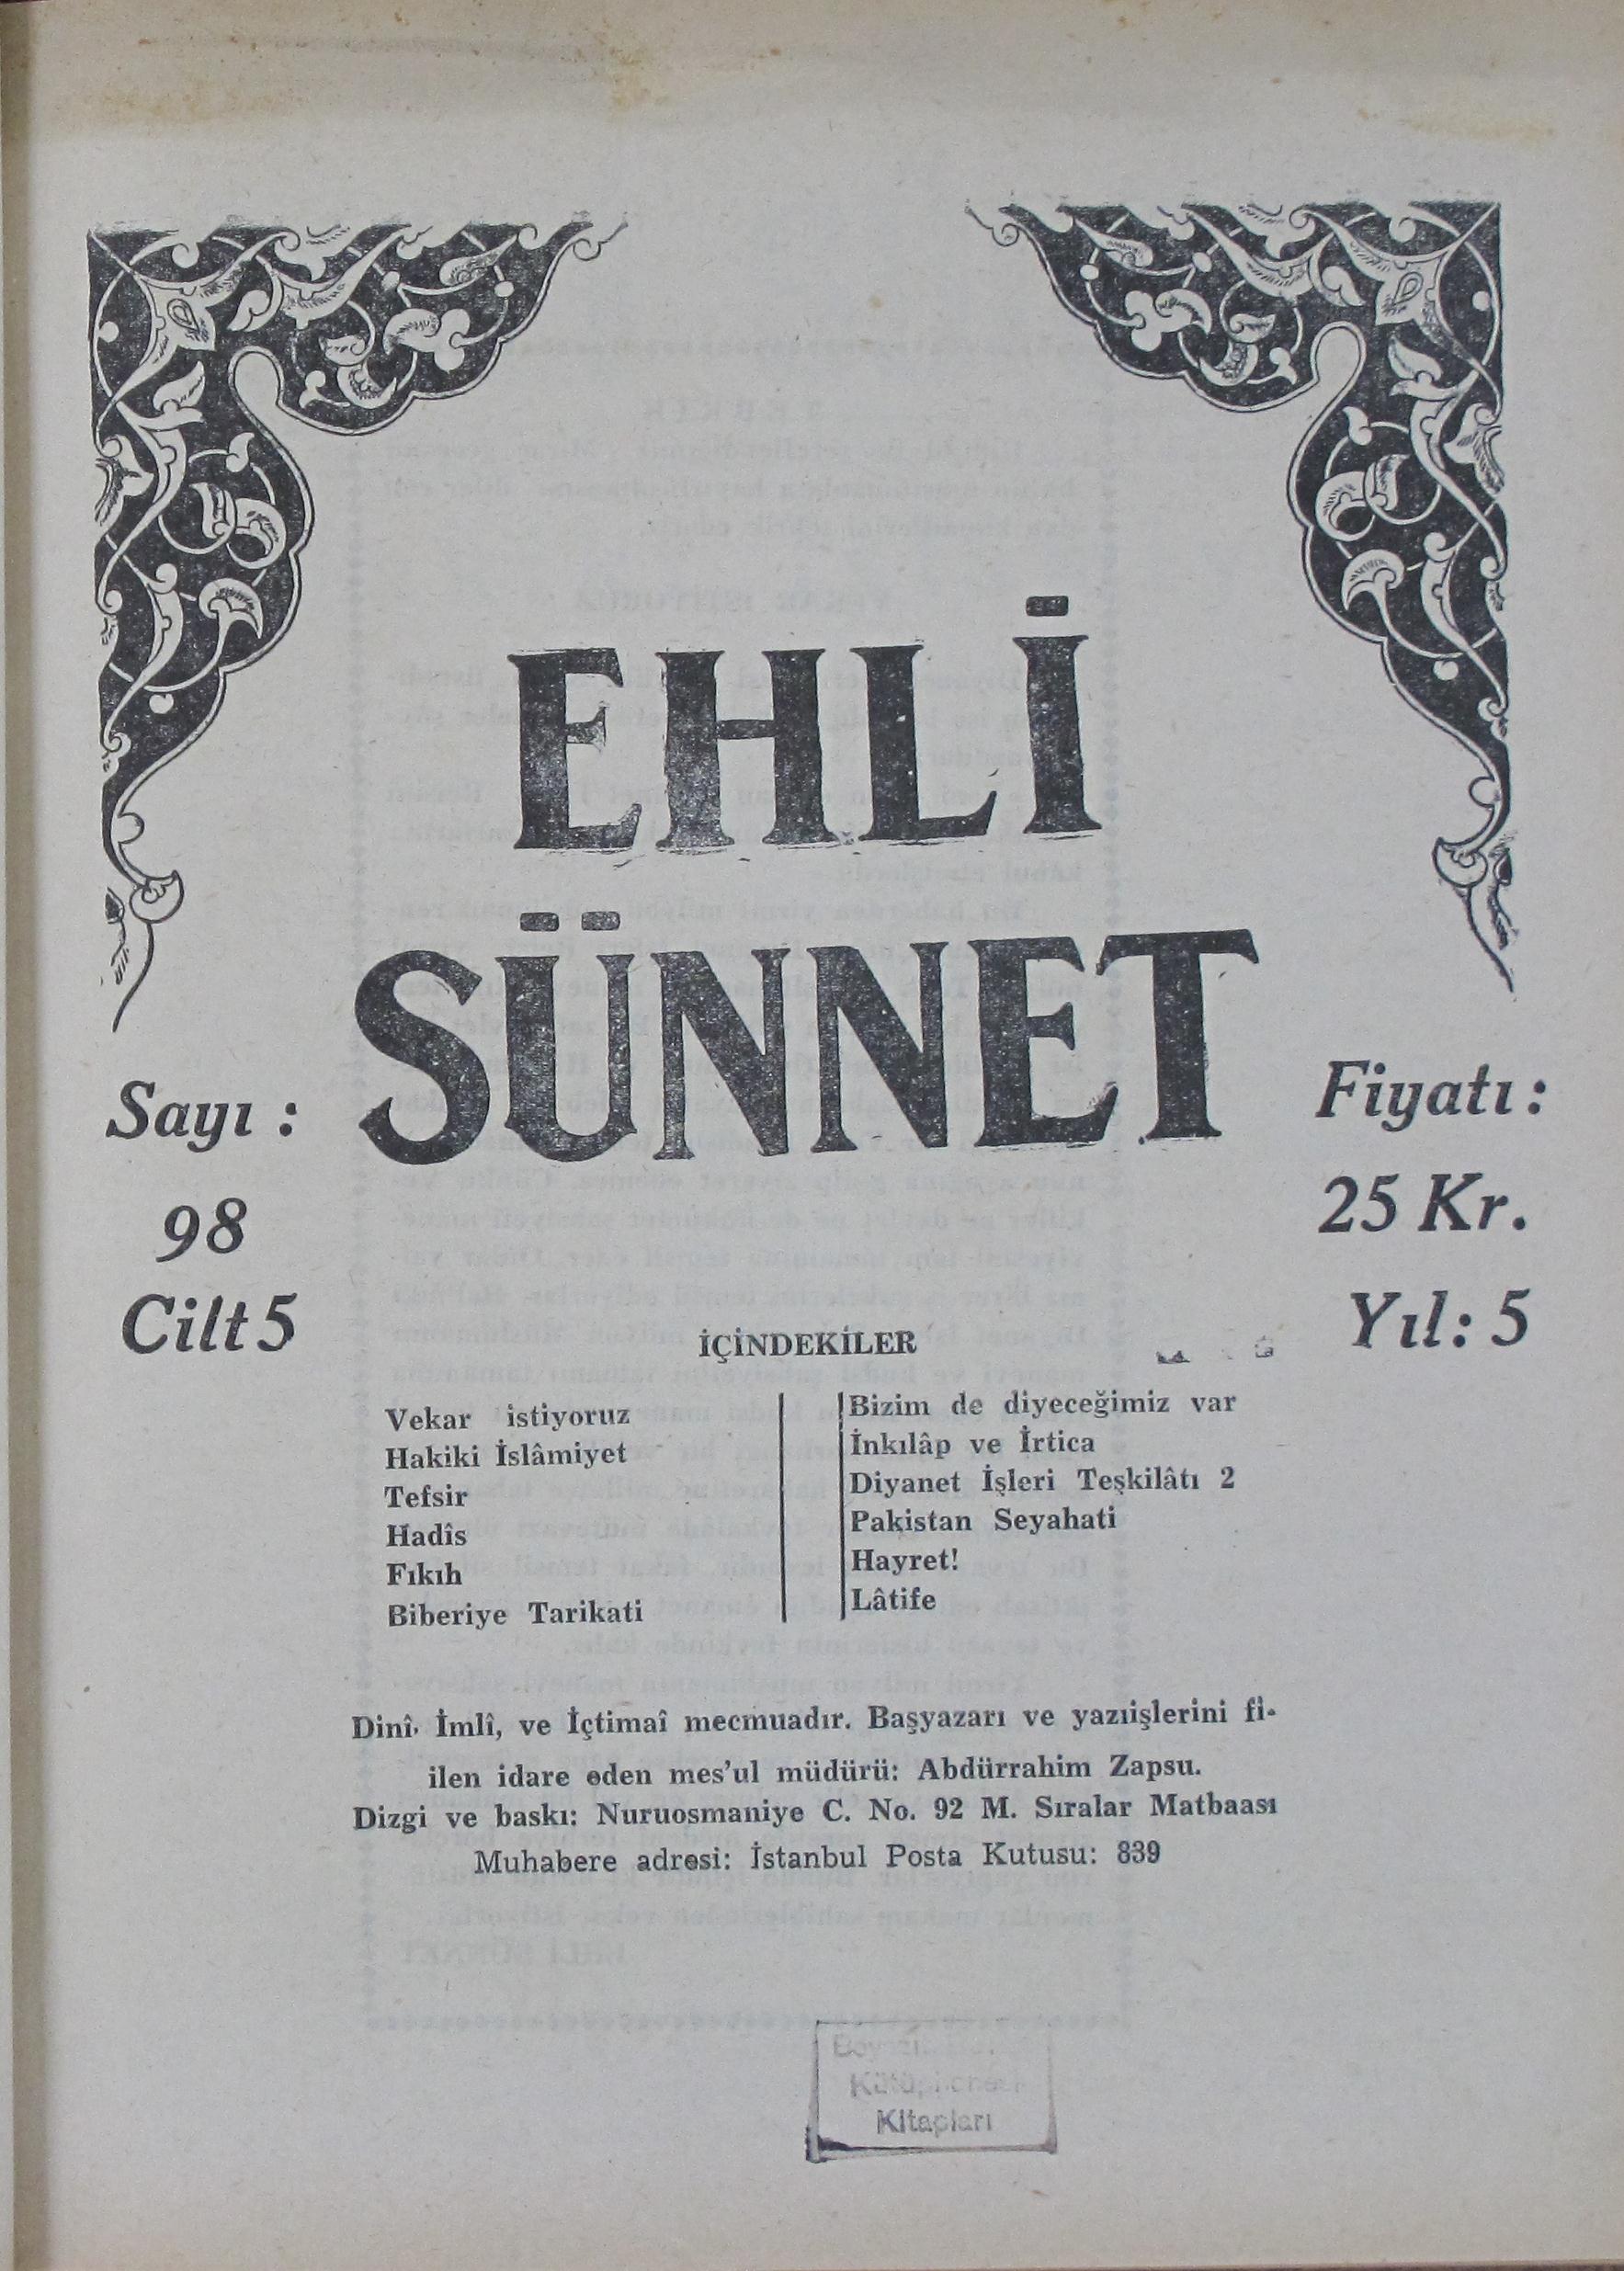 EHLİ
SÜNNET
Sayı :
98
Cilt 5
Fiyatı :
25 Kr.
Yıl: 5
İÇİNDEKİLER
Vekar istiyoruz
Hakiki İslâmiyet
Tefsir
Hadîs
Fıkıh
Biberiye Tarikati
Bizim de diyeceğimiz var
İnkılâp ve İrtica
Diyanet İşleri Teşkilâtı 2
Pakistan Seyahati
Hayret!
Lâtife
Dinî, İmlî, ve İçtimaî mecmuadır. Başyazarı ve yazıişlerini fi-
ilen idare eden mes'ul müdürü: Abdürrahim Zapsu.
Dizgi ve baskı: Nuruosmaniye C. No. 92 M. Sıralar Matbaası
Muhabere adresi: İstanbul Posta Kutusu: 839
Kütüphanesi
Kitapları